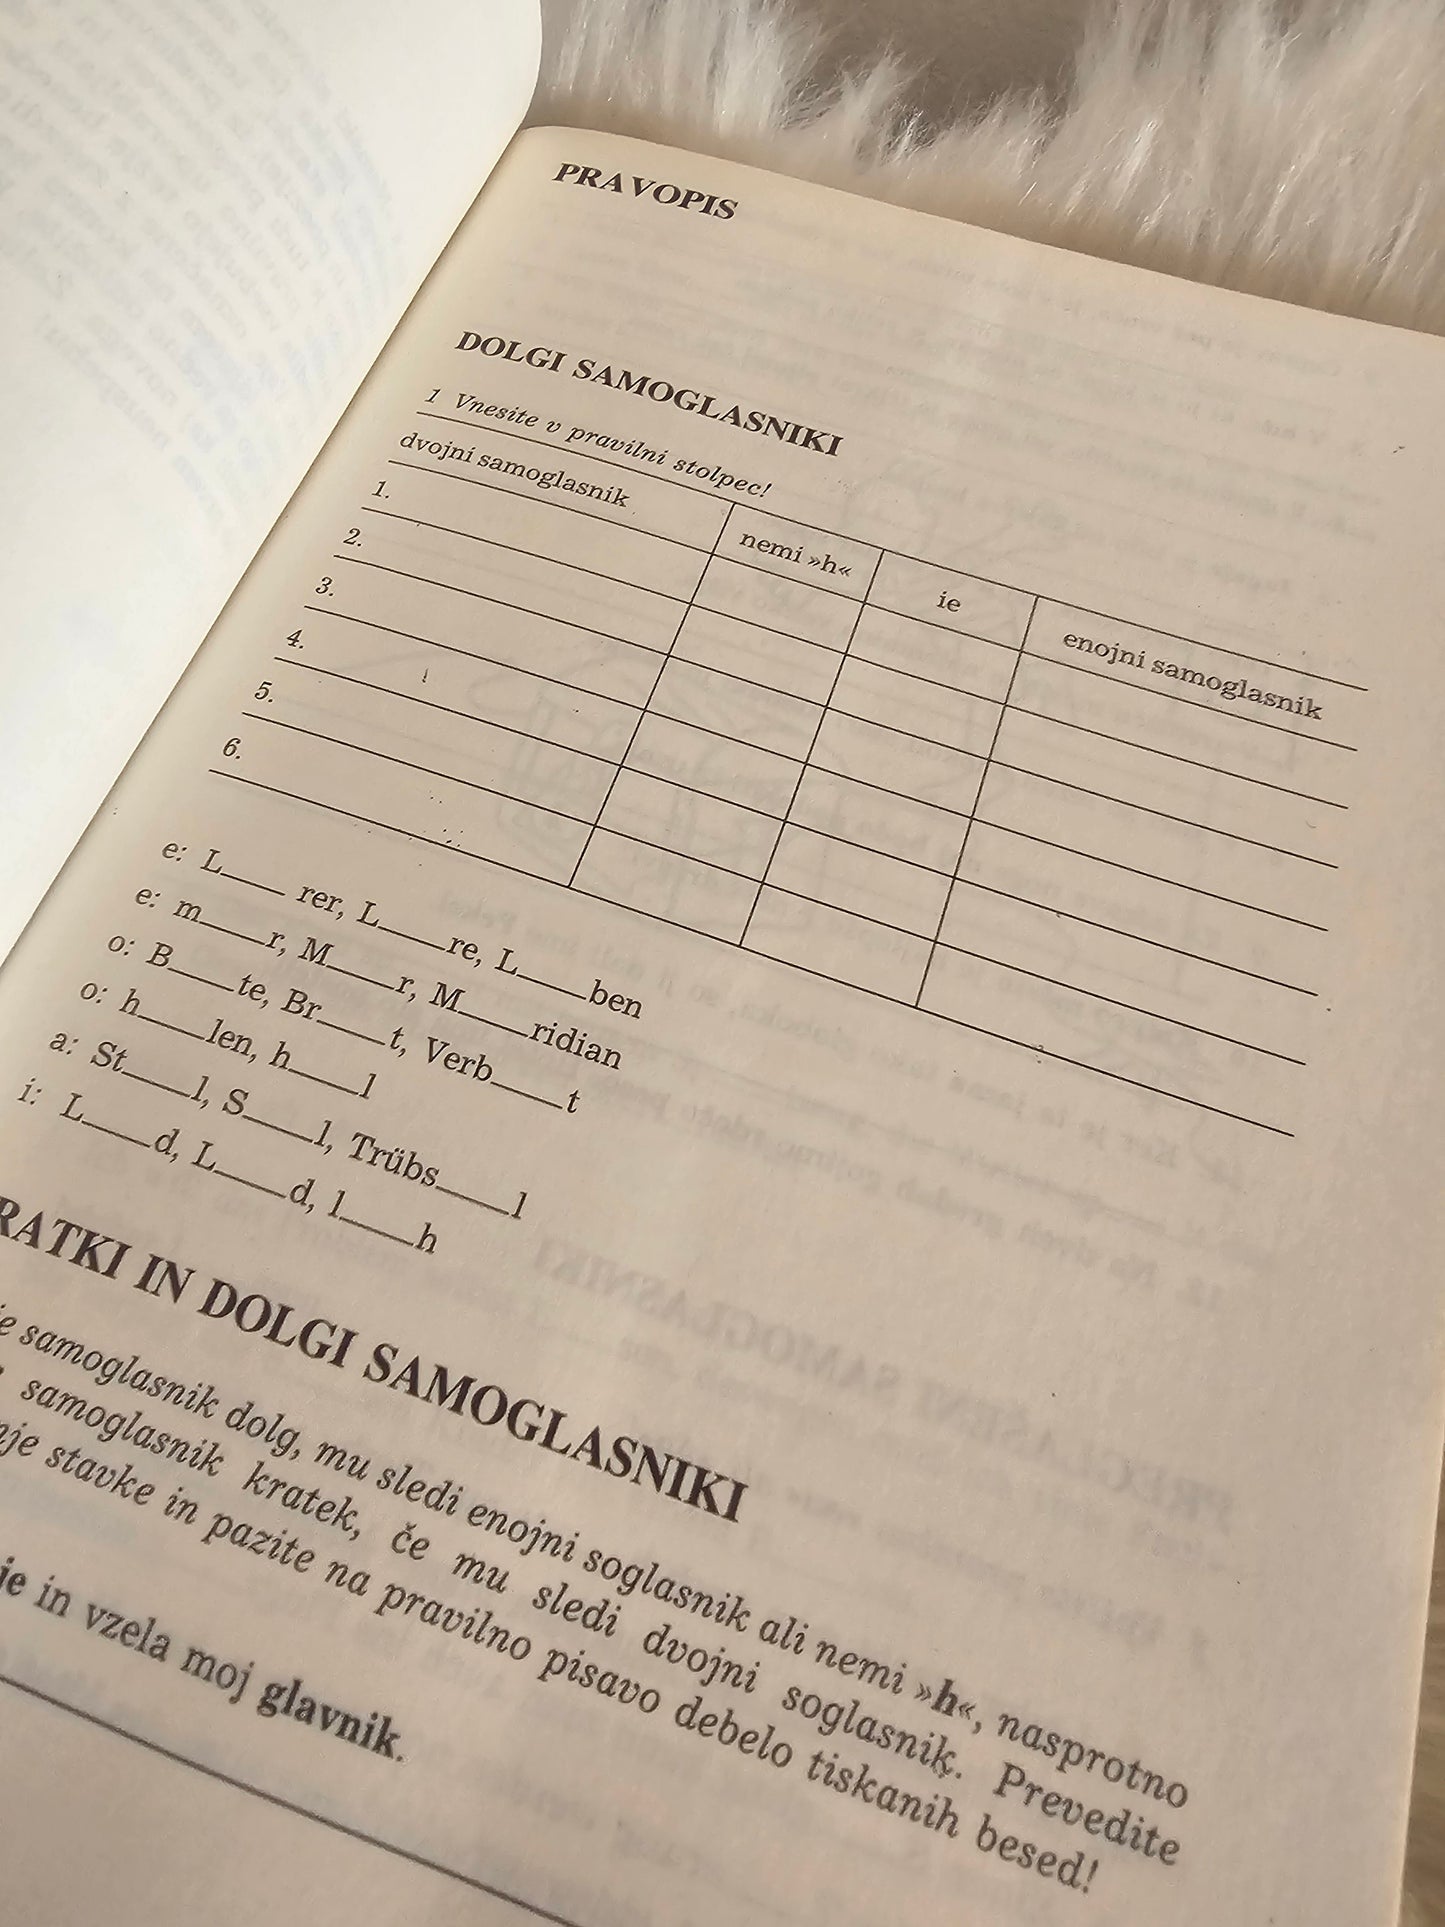 PRAVOPIS
DOLGI SAMOGLASNIKI
1 Vnesite v pravilni stolpec!
dvojni samoglasnik nemi »h« ie enojni samoglasnik
1.
2.
3.
4.
5.
6.
e: L____ rer, L____re, L____ben
e: m____r, M____r, M____ridian
o: B____te, Br____t, Verb____t
o: h____len, h____l
a: St____l, S____l, Trübs____l
i: L____d, L____d, l____h
RATKI IN DOLGI SAMOGLASNIKI
je samoglasnik dolg, mu sledi enojni soglasnik ali nemi »h«, nasprotno
samoglasnik kratek, če mu sledi dvojni soglasnik. Prevedite
nje stavke in pazite na pravilno pisavo debelo tiskanih besed!
je in vzela moj glavnik.